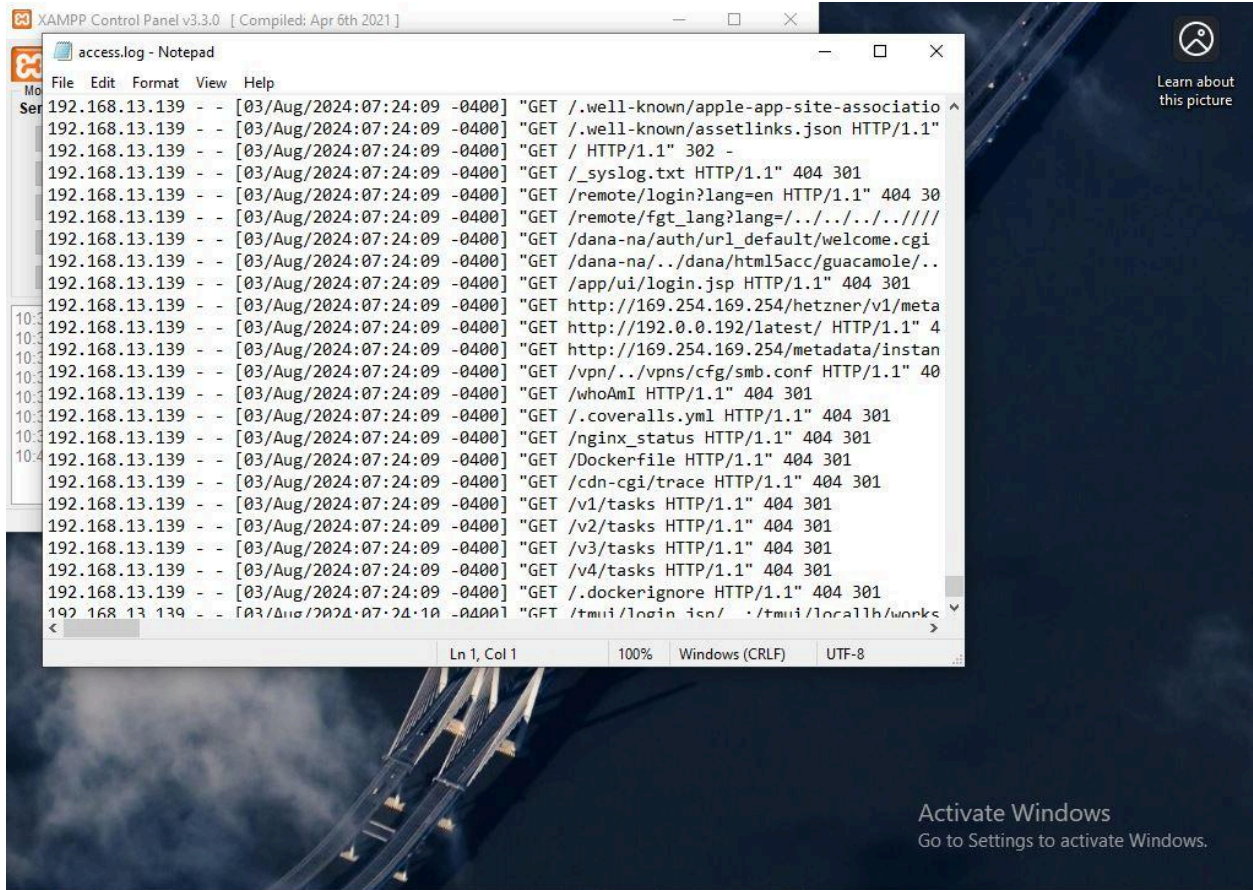 XAMPP Control Panel v3.3.0 [ Compiled: Apr 6th 2021 ]
access.log - Notepad
File Edit Format View Help
192.168.13.139 - - [03/Aug/2024:07:24:09 -0400] "GET /.well-known/apple-app-site-associatio
192.168.13.139 - - [03/Aug/2024:07:24:09 -0400] "GET /.well-known/assetlinks.json HTTP/1.1"
192.168.13.139 - - [03/Aug/2024:07:24:09 -0400] "GET / HTTP/1.1" 302 -
192.168.13.139 - - [03/Aug/2024:07:24:09 -0400] "GET /_syslog.txt HTTP/1.1" 404 301
192.168.13.139 - - [03/Aug/2024:07:24:09 -0400] "GET /remote/login?lang=en HTTP/1.1" 404 30
192.168.13.139 - - [03/Aug/2024:07:24:09 -0400] "GET /remote/fgt_lang?lang=/../../../..////
192.168.13.139 - - [03/Aug/2024:07:24:09 -0400] "GET /dana-na/auth/url_default/welcome.cgi
192.168.13.139 - - [03/Aug/2024:07:24:09 -0400] "GET /dana-na/../dana/html5acc/guacamole/..
192.168.13.139 - - [03/Aug/2024:07:24:09 -0400] "GET /app/ui/login.jsp HTTP/1.1" 404 301
192.168.13.139 - - [03/Aug/2024:07:24:09 -0400] "GET http://169.254.169.254/hetzner/v1/meta
192.168.13.139 - - [03/Aug/2024:07:24:09 -0400] "GET http://192.0.0.192/latest/ HTTP/1.1" 4
192.168.13.139 - - [03/Aug/2024:07:24:09 -0400] "GET http://169.254.169.254/metadata/instan
192.168.13.139 - - [03/Aug/2024:07:24:09 -0400] "GET /vpn/../vpns/cfg/smb.conf HTTP/1.1" 40
192.168.13.139 - - [03/Aug/2024:07:24:09 -0400] "GET /whoAmI HTTP/1.1" 404 301
192.168.13.139 - - [03/Aug/2024:07:24:09 -0400] "GET /.coveralls.yml HTTP/1.1" 404 301
192.168.13.139 - - [03/Aug/2024:07:24:09 -0400] "GET /nginx_status HTTP/1.1" 404 301
192.168.13.139 - - [03/Aug/2024:07:24:09 -0400] "GET /Dockerfile HTTP/1.1" 404 301
192.168.13.139 - - [03/Aug/2024:07:24:09 -0400] "GET /cdn-cgi/trace HTTP/1.1" 404 301
192.168.13.139 - - [03/Aug/2024:07:24:09 -0400] "GET /v1/tasks HTTP/1.1" 404 301
192.168.13.139 - - [03/Aug/2024:07:24:09 -0400] "GET /v2/tasks HTTP/1.1" 404 301
192.168.13.139 - - [03/Aug/2024:07:24:09 -0400] "GET /v3/tasks HTTP/1.1" 404 301
192.168.13.139 - - [03/Aug/2024:07:24:09 -0400] "GET /v4/tasks HTTP/1.1" 404 301
192.168.13.139 - - [03/Aug/2024:07:24:09 -0400] "GET /.dockerignore HTTP/1.1" 404 301
192.168.13.139 - - [03/Aug/2024:07:24:10 -0400] "GET /tmui/login.jsp/..;/tmui/locallb/works
Ln 1, Col 1 100% Windows (CRLF) UTF-8
Learn about
this picture
Activate Windows
Go to Settings to activate Windows.